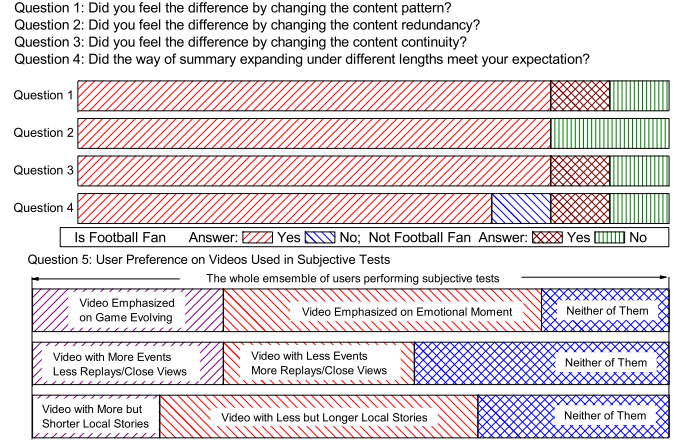 Question 1: Did you feel the difference by changing the content pattern?
Question 2: Did you feel the difference by changing the content redundancy?
Question 3: Did you feel the difference by changing the content continuity?
Question 4: Did the way of summary expanding under different lengths meet your expectation?
Question 1
Question 2
Question 3
Question 4
Is Football Fan Answer: Yes No; Not Football Fan Answer: Yes No
Question 5: User Preference on Videos Used in Subjective Tests
The whole emsemble of users performing subjective tests
Video Emphasized
on Game Evolving
Video Emphasized on Emotional Moment
Neither of Them
Video with More Events
Less Replays/Close Views
Video with Less Events
More Replays/Close Views
Neither of Them
Video with More but
Shorter Local Stories
Video with Less but Longer Local Stories
Neither of Them